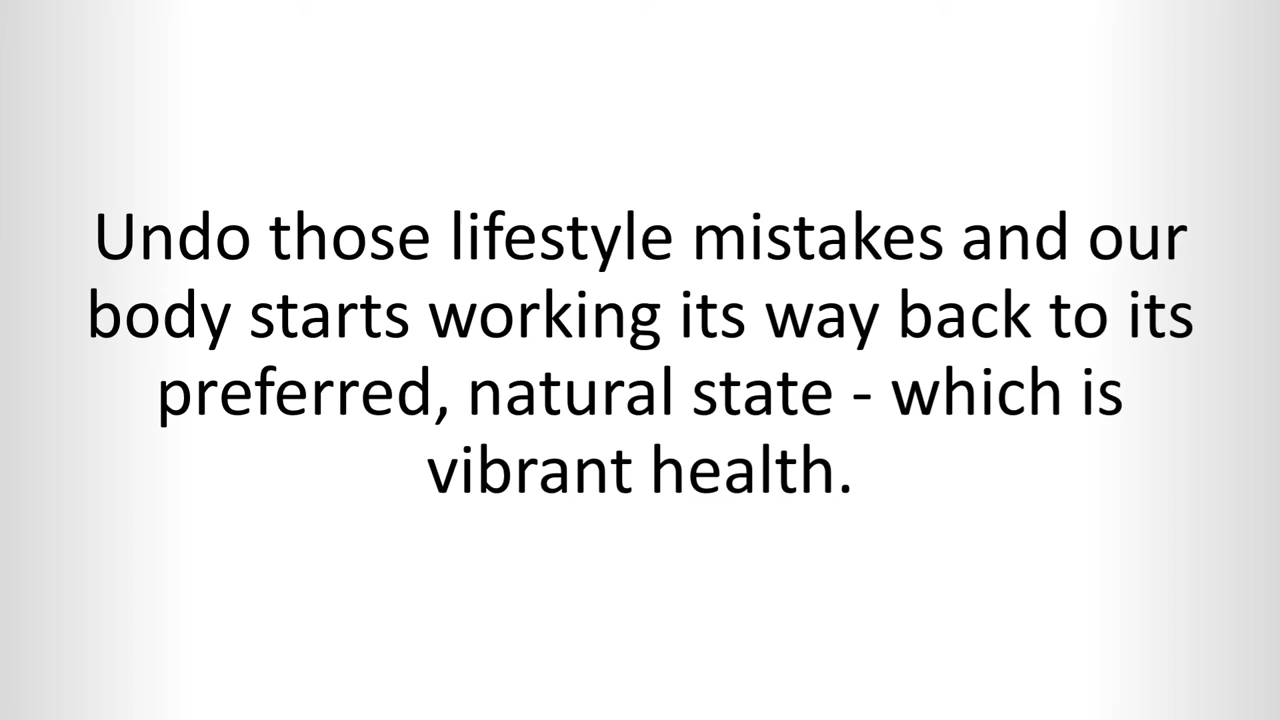 Undo those lifestyle mistakes and our
body starts working its way back to its
preferred, natural state - which is
vibrant health.